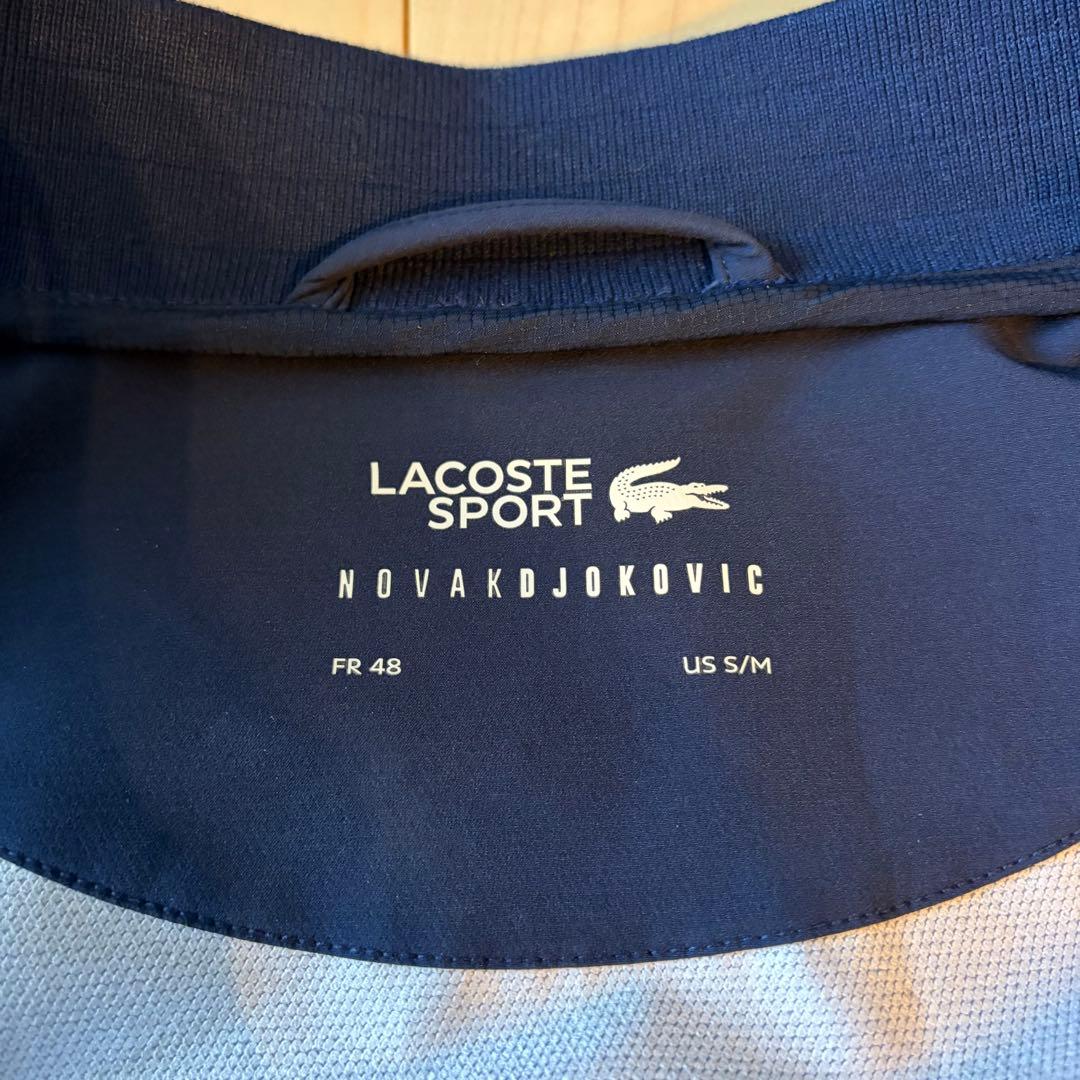 LACOSTE
SPORT
NOVAKDJOKOVIC
FR 48 US S/M